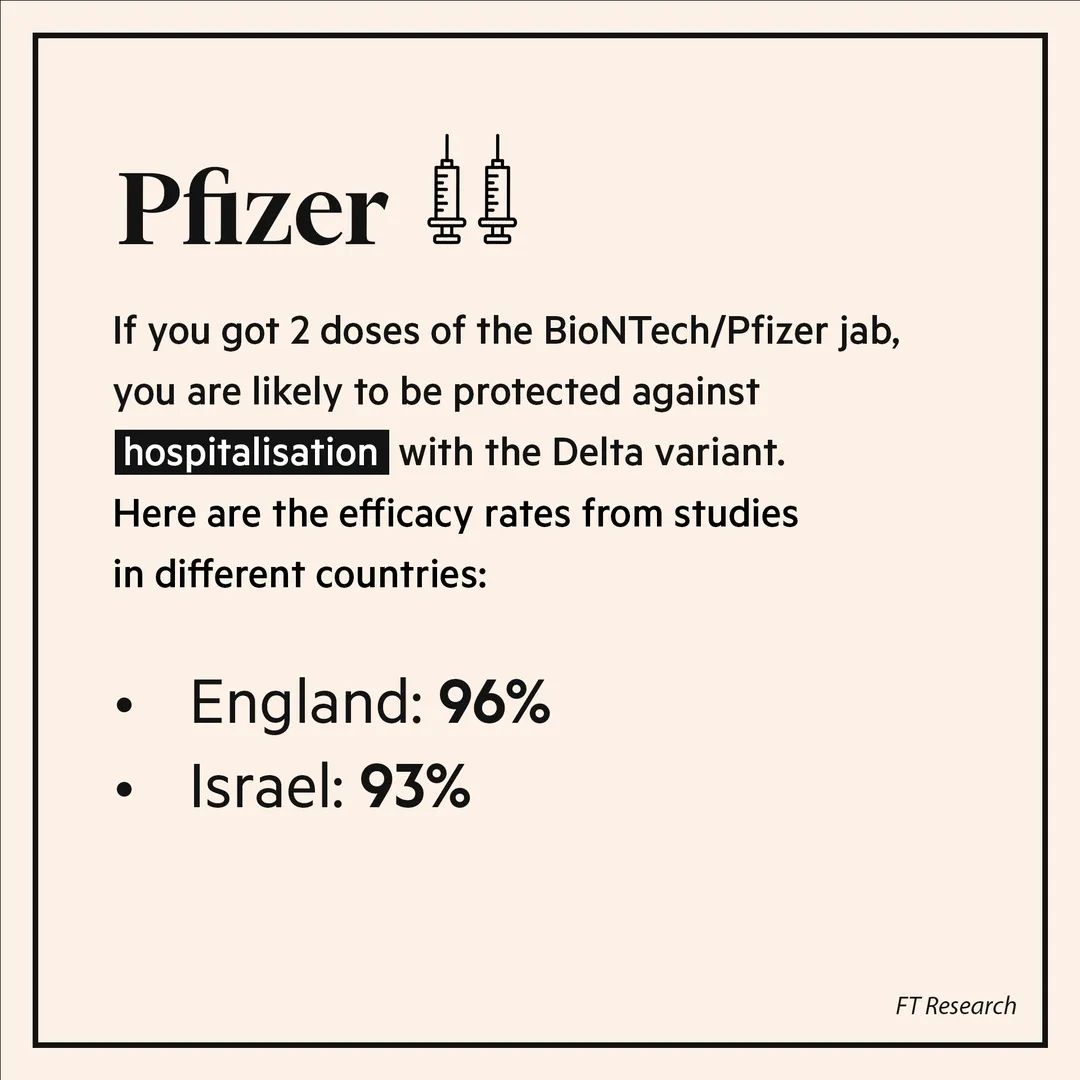 Pfizer
If you got 2 doses of the BioNTech/Pfizer jab,
you are likely to be protected against
hospitalisation with the Delta variant.
Here are the efficacy rates from studies
in different countries:
• England: 96%
• Israel: 93%
FT Research